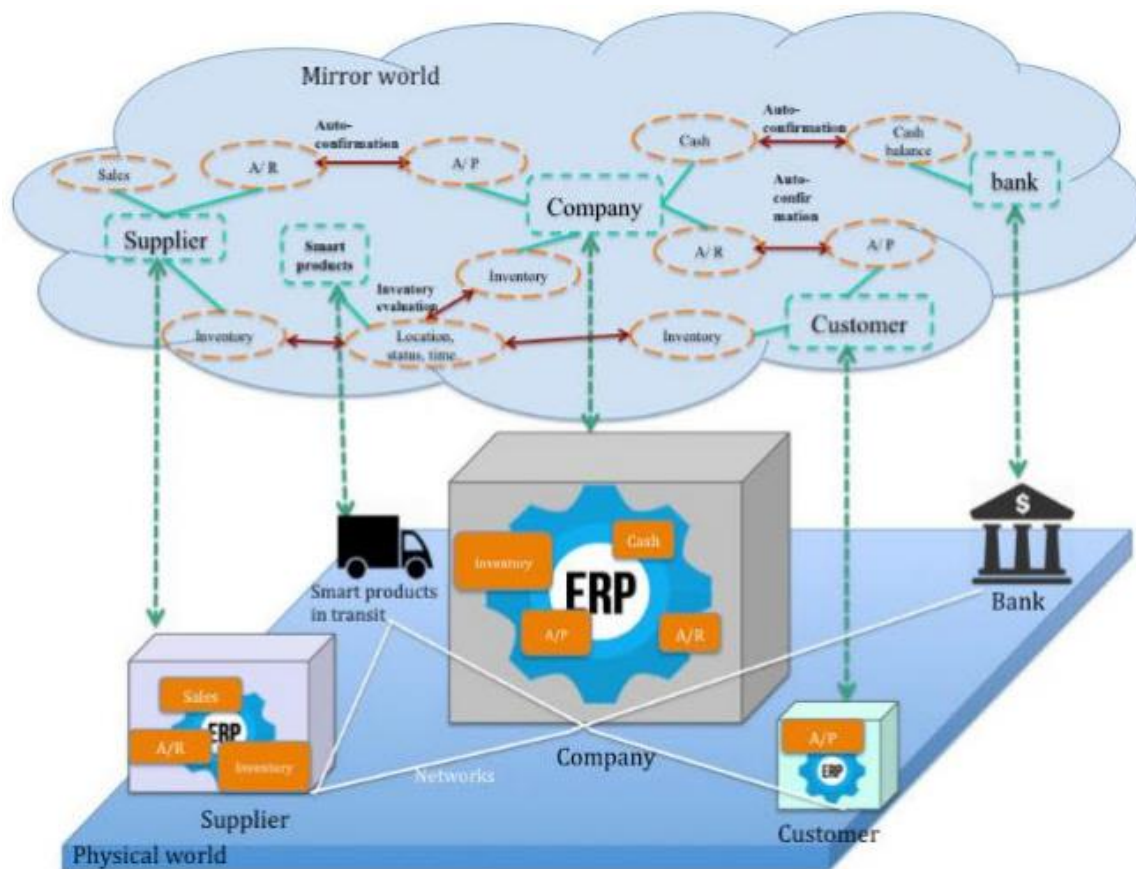 Mirror world
Auto-
confirmation
Auto-
confirmation
Cash
Cash
balance
Sales
A/ R
A/ P
bank
Auto-
confir
mation
Company
Supplier
Smart
products
A/ R
A/ P
Inventory
Inventory
evaluation
Customer
Inventory
Location,
status, time..
Inventory
$
Cash
Inventory
ERP
Smart products
in transit
A/P
A/R
Bank
Sales
ERP
A/R
Inventory
A/P
ERP
Company
Networks
Supplier
Customer
Physical world